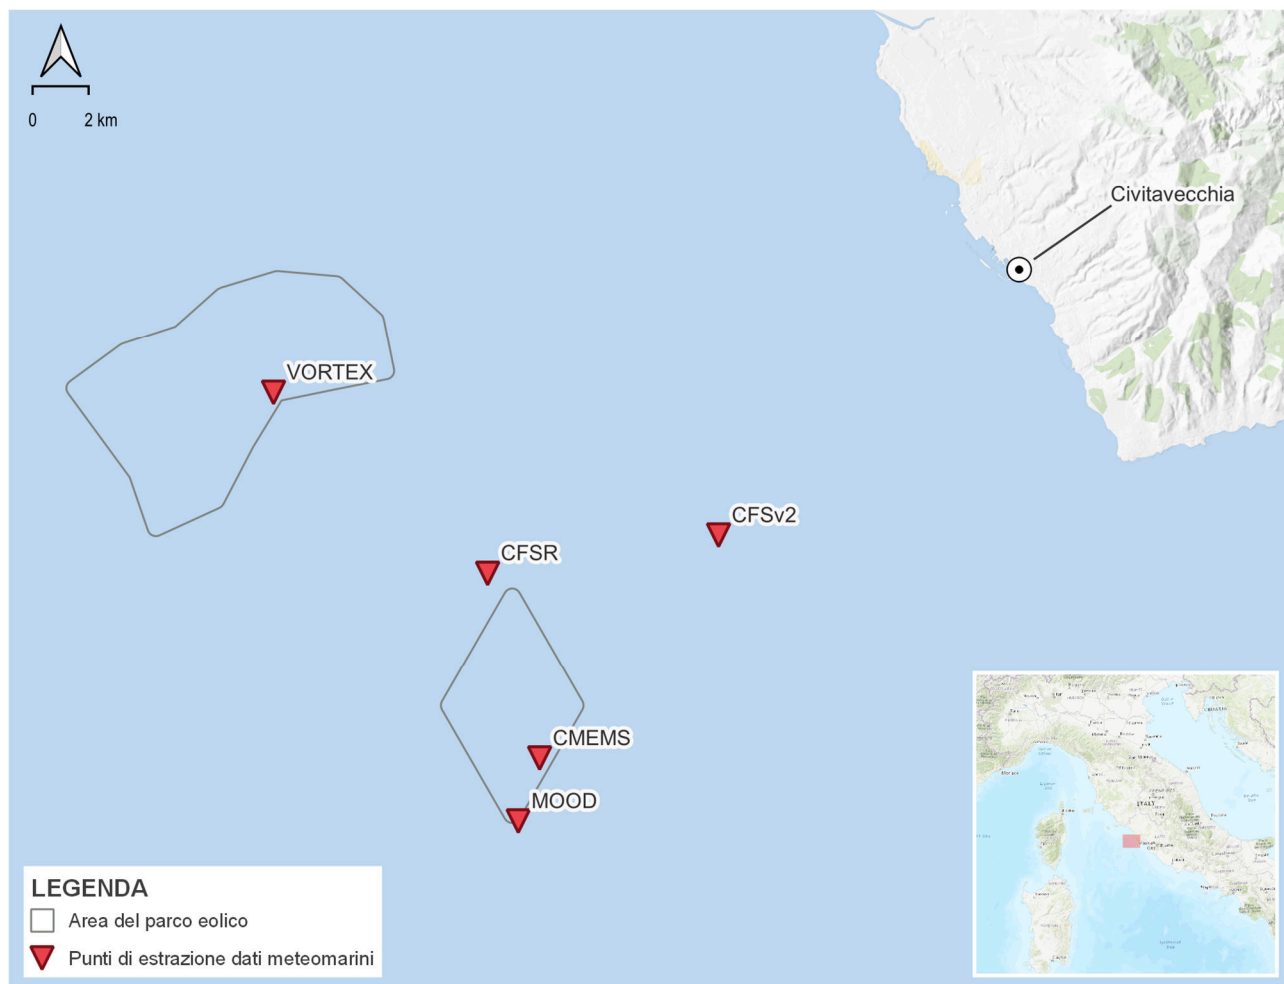 0 2 km
Civitavecchia
VORTEX
CFSv2
CFSR
CMEMS
MOOD
LEGENDA
Area del parco eolico
Punti di estrazione dati meteomarini
ITALY